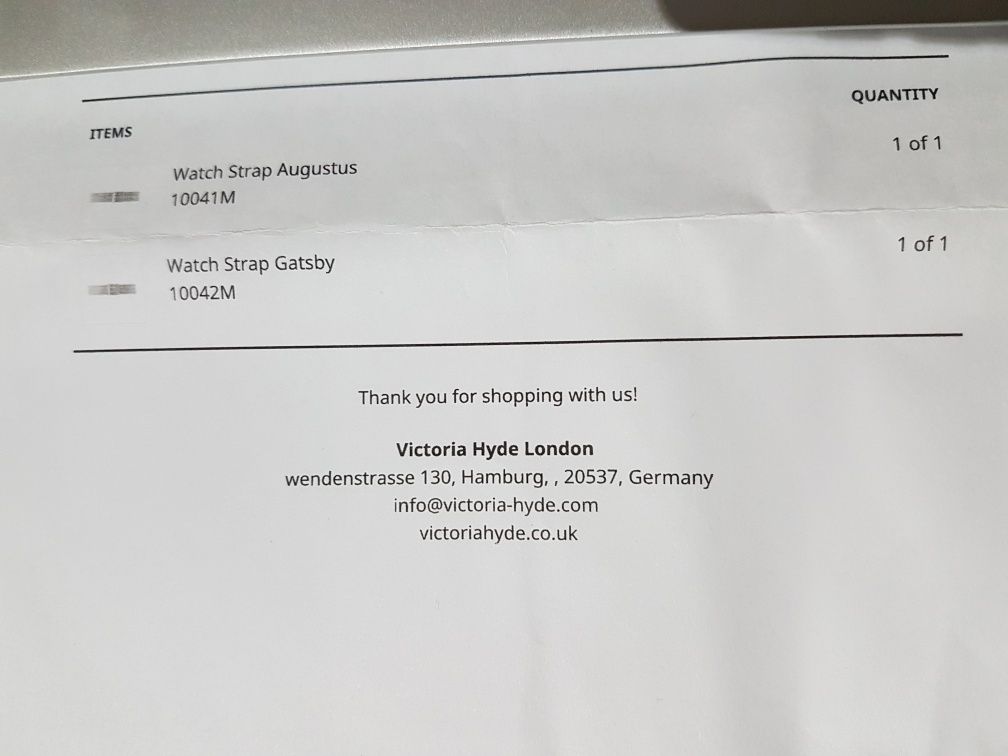 ITEMS QUANTITY
Watch Strap Augustus 1 of 1
10041M
Watch Strap Gatsby 1 of 1
10042M
Thank you for shopping with us!
Victoria Hyde London
wendenstrasse 130, Hamburg, , 20537, Germany
info@victoria-hyde.com
victoriahyde.co.uk